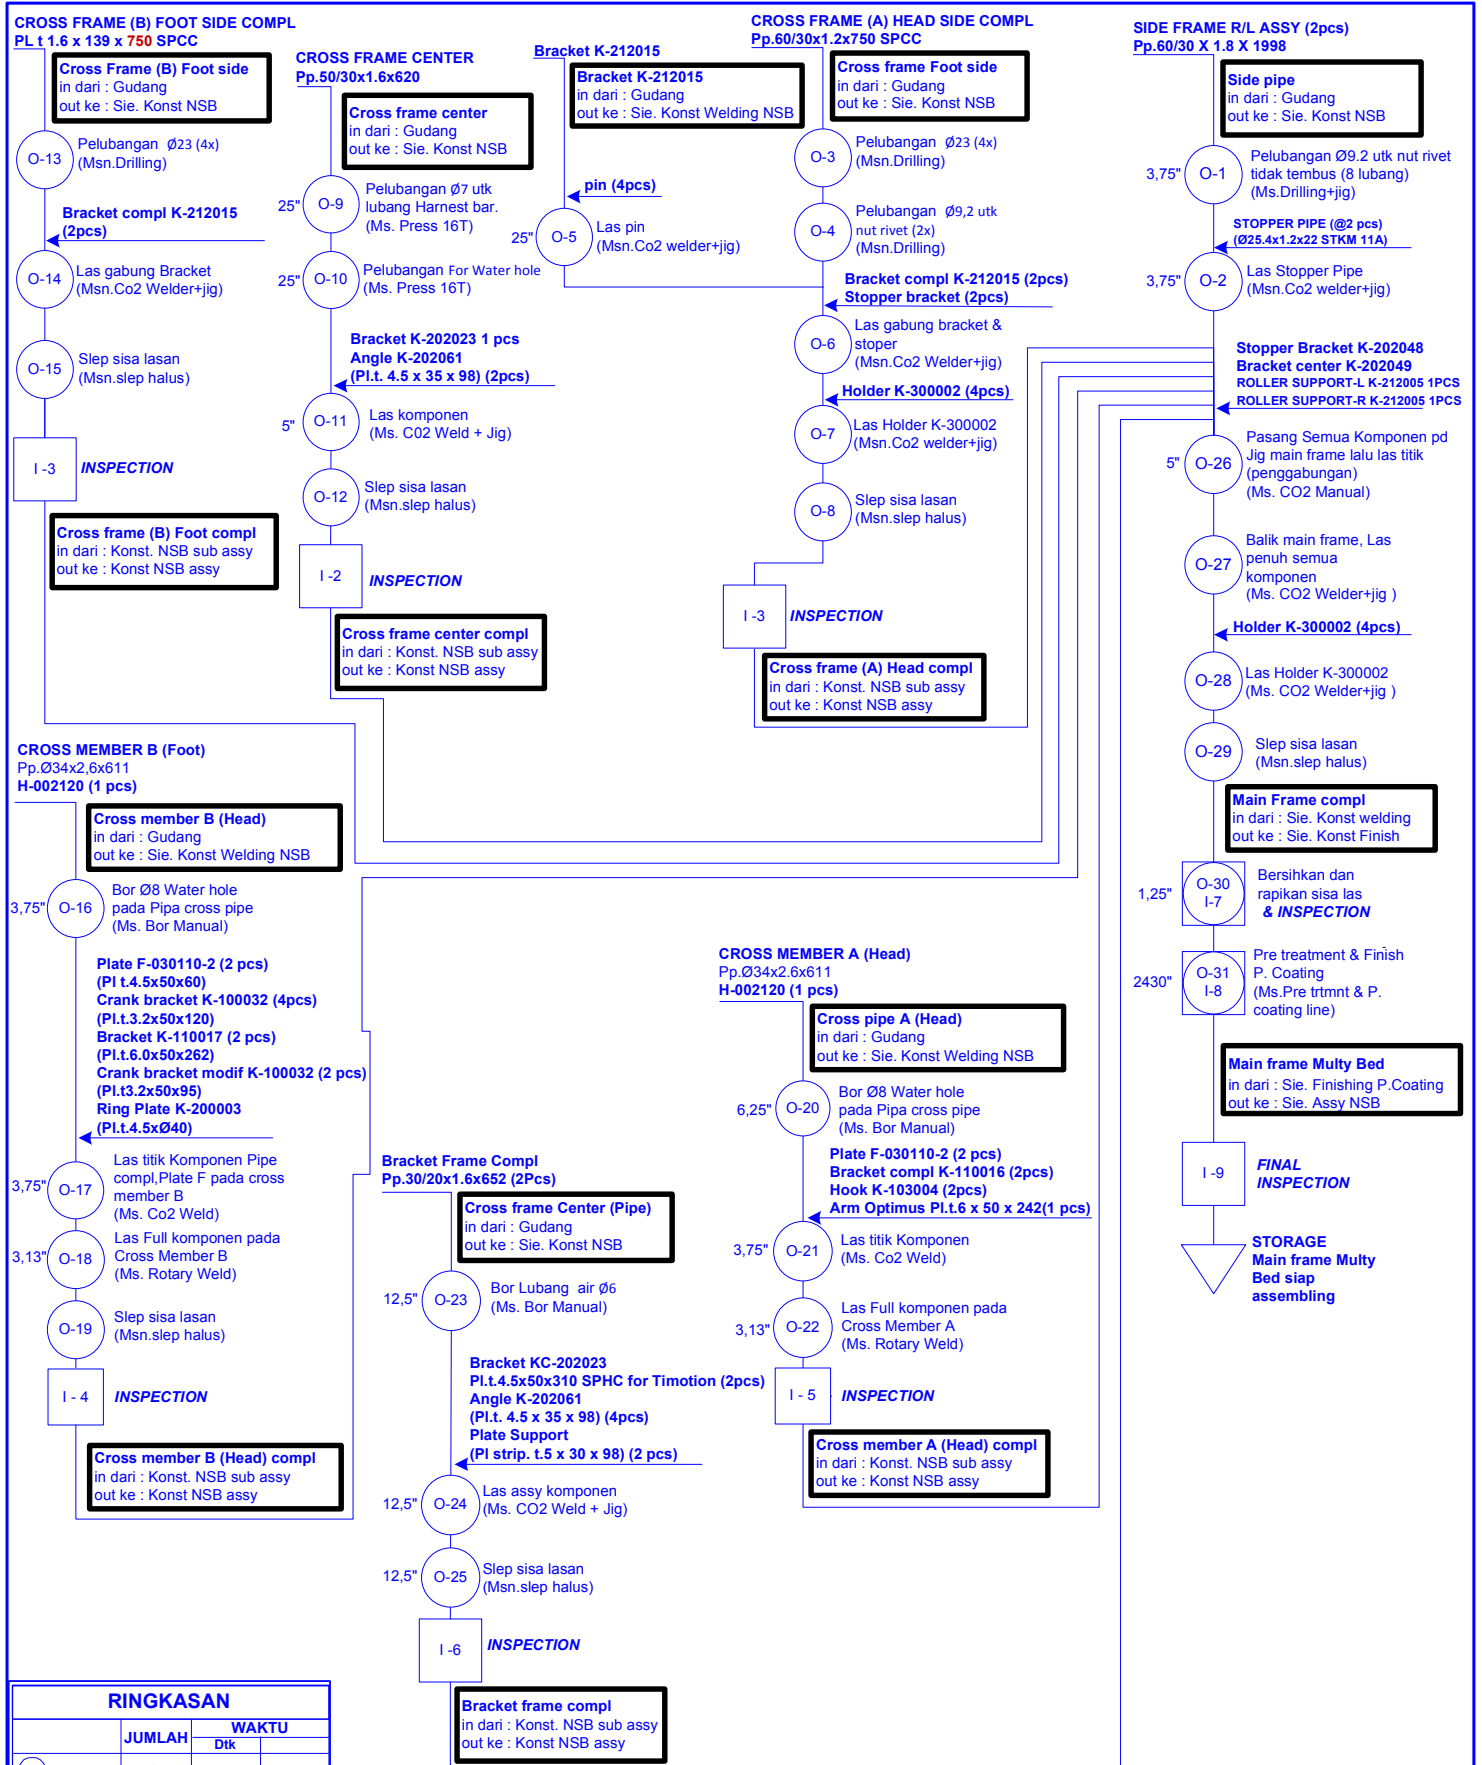 CROSS FRAME (B) FOOT SIDE COMPL
PL t 1.6 x 139 x 750 SPCC
Cross Frame (B) Foot side
in dari : Gudang
out ke : Sie. Konst NSB
O-13
Pelubangan Ø23 (4x)
(Msn.Drilling)
Bracket compl K-212015
(2pcs)
O-14
Las gabung Bracket
(Msn.Co2 Welder+jig)
O-15
Slep sisa lasan
(Msn.slep halus)
I -3
INSPECTION
Cross frame (B) Foot compl
in dari : Konst. NSB sub assy
out ke : Konst NSB assy
CROSS FRAME CENTER
Pp.50/30x1.6x620
Cross frame center
in dari : Gudang
out ke : Sie. Konst NSB
25"
O-9
Pelubangan Ø7 utk
lubang Harnest bar.
(Ms. Press 16T)
25"
O-10
Pelubangan For Water hole
(Ms. Press 16T)
Bracket K-202023 1 pcs
Angle K-202061
(Pl.t. 4.5 x 35 x 98) (2pcs)
5"
O-11
Las komponen
(Ms. C02 Weld + Jig)
O-12
Slep sisa lasan
(Msn.slep halus)
I -2
INSPECTION
Cross frame center compl
in dari : Konst. NSB sub assy
out ke : Konst NSB assy
Bracket K-212015
Bracket K-212015
in dari : Gudang
out ke : Sie. Konst Welding NSB
pin (4pcs)
25"
O-5
Las pin
(Msn.Co2 welder+jig)
CROSS FRAME (A) HEAD SIDE COMPL
Pp.60/30x1.2x750 SPCC
Cross frame Foot side
in dari : Gudang
out ke : Sie. Konst NSB
O-3
Pelubangan Ø23 (4x)
(Msn.Drilling)
O-4
Pelubangan Ø9,2 utk
nut rivet (2x)
(Msn.Drilling)
Bracket compl K-212015 (2pcs)
Stopper bracket (2pcs)
O-6
Las gabung bracket &
stoper
(Msn.Co2 Welder+jig)
Holder K-300002 (4pcs)
O-7
Las Holder K-300002
(Msn.Co2 welder+jig)
O-8
Slep sisa lasan
(Msn.slep halus)
I -3
INSPECTION
Cross frame (A) Head compl
in dari : Konst. NSB sub assy
out ke : Konst NSB assy
SIDE FRAME R/L ASSY (2pcs)
Pp.60/30 X 1.8 X 1998
Side pipe
in dari : Gudang
out ke : Sie. Konst NSB
3,75"
O-1
Pelubangan Ø9.2 utk nut rivet
tidak tembus (8 lubang)
(Ms.Drilling+jig)
STOPPER PIPE (@2 pcs)
(Ø25.4x1.2x22 STKM 11A)
3,75"
O-2
Las Stopper Pipe
(Msn.Co2 welder+jig)
Stopper Bracket K-202048
Bracket center K-202049
ROLLER SUPPORT-L K-212005 1PCS
ROLLER SUPPORT-R K-212005 1PCS
5"
O-26
Pasang Semua Komponen pd
Jig main frame lalu las titik
(penggabungan)
(Ms. CO2 Manual)
O-27
Balik main frame, Las
penuh semua
komponen
(Ms. CO2 Welder+jig )
Holder K-300002 (4pcs)
O-28
Las Holder K-300002
(Ms. CO2 Welder+jig )
O-29
Slep sisa lasan
(Msn.slep halus)
Main Frame compl
in dari : Sie. Konst welding
out ke : Sie. Konst Finish
1,25"
O-30
I-7
Bersihkan dan
rapikan sisa las
& INSPECTION
2430"
O-31
I-8
Pre treatment & Finish
P. Coating
(Ms.Pre trtmnt & P.
coating line)
Main frame Multy Bed
in dari : Sie. Finishing P.Coating
out ke : Sie. Assy NSB
I -9
FINAL
INSPECTION
STORAGE
Main frame Multy
Bed siap
assembling
CROSS MEMBER B (Foot)
Pp.Ø34x2,6x611
H-002120 (1 pcs)
Cross member B (Head)
in dari : Gudang
out ke : Sie. Konst Welding NSB
3,75"
O-16
Bor Ø8 Water hole
pada Pipa cross pipe
(Ms. Bor Manual)
Plate F-030110-2 (2 pcs)
(Pl t.4.5x50x60)
Crank bracket K-100032 (4pcs)
(Pl.t.3.2x50x120)
Bracket K-110017 (2 pcs)
(Pl.t.6.0x50x262)
Crank bracket modif K-100032 (2 pcs)
(Pl.t3.2x50x95)
Ring Plate K-200003
(Pl.t.4.5xØ40)
3,75"
O-17
Las titik Komponen Pipe
compl,Plate F pada cross
member B
(Ms. Co2 Weld)
3,13"
O-18
Las Full komponen pada
Cross Member B
(Ms. Rotary Weld)
O-19
Slep sisa lasan
(Msn.slep halus)
I - 4
INSPECTION
Cross member B (Head) compl
in dari : Konst. NSB sub assy
out ke : Konst NSB assy
Bracket Frame Compl
Pp.30/20x1.6x652 (2Pcs)
Cross frame Center (Pipe)
in dari : Gudang
out ke : Sie. Konst NSB
12,5"
O-23
Bor Lubang air Ø6
(Ms. Bor Manual)
Bracket KC-202023
Pl.t.4.5x50x310 SPHC for Timotion (2pcs)
Angle K-202061
(Pl.t. 4.5 x 35 x 98) (4pcs)
Plate Support
(Pl strip. t.5 x 30 x 98) (2 pcs)
12,5"
O-24
Las assy komponen
(Ms. CO2 Weld + Jig)
12,5"
O-25
Slep sisa lasan
(Msn.slep halus)
I -6
INSPECTION
Bracket frame compl
in dari : Konst. NSB sub assy
out ke : Konst NSB assy
CROSS MEMBER A (Head)
Pp.Ø34x2.6x611
H-002120 (1 pcs)
Cross pipe A (Head)
in dari : Gudang
out ke : Sie. Konst Welding NSB
6,25"
O-20
Bor Ø8 Water hole
pada Pipa cross pipe
(Ms. Bor Manual)
Plate F-030110-2 (2 pcs)
Bracket compl K-110016 (2pcs)
Hook K-103004 (2pcs)
Arm Optimus Pl.t.6 x 50 x 242(1 pcs)
3,75"
O-21
Las titik Komponen
(Ms. Co2 Weld)
3,13"
O-22
Las Full komponen pada
Cross Member A
(Ms. Rotary Weld)
I - 5
INSPECTION
Cross member A (Head) compl
in dari : Konst. NSB sub assy
out ke : Konst NSB assy
RINGKASAN
JUMLAH
WAKTU
Dtk